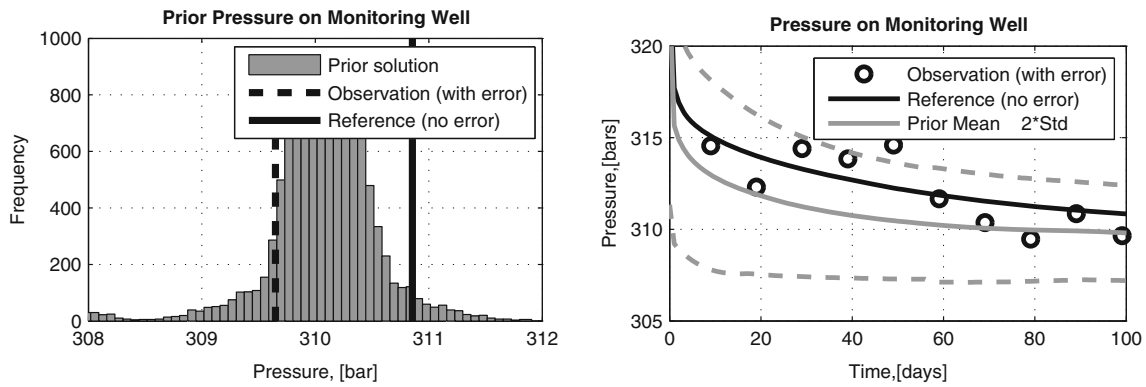 Prior Pressure on Monitoring Well
1000
800
600
400
200
0
Frequency
Prior solution
Observation (with error)
Reference (no error)
308
309
310
311
312
Pressure, [bar]
Pressure on Monitoring Well
320
315
310
305
Pressure,[bars]
Observation (with error)
Reference (no error)
Prior Mean 2*Std
0
20
40
60
80
100
Time,[days]